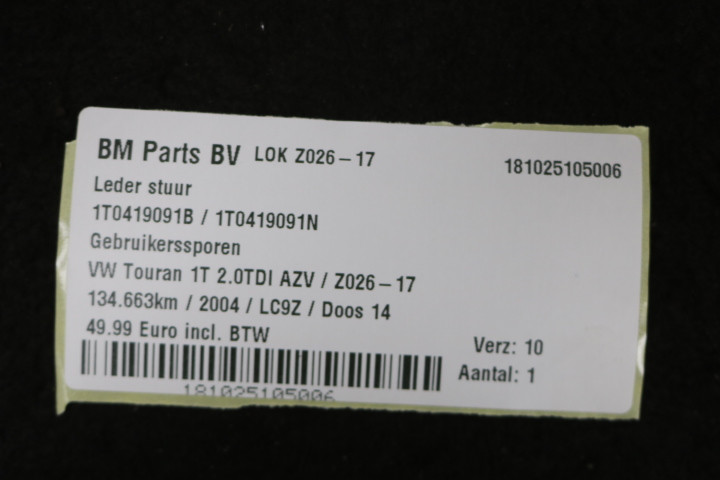 BM Parts BV LOK Z026-17 181025105006
Leder stuur
1T0419091B / 1T0419091N
Gebruikerssporen
VW Touran 1T 2.0TDI AZV / Z026-17
134.663km / 2004 / LC9Z / Doos 14
49.99 Euro incl. BTW
Verz: 10
Aantal: 1
181025105006